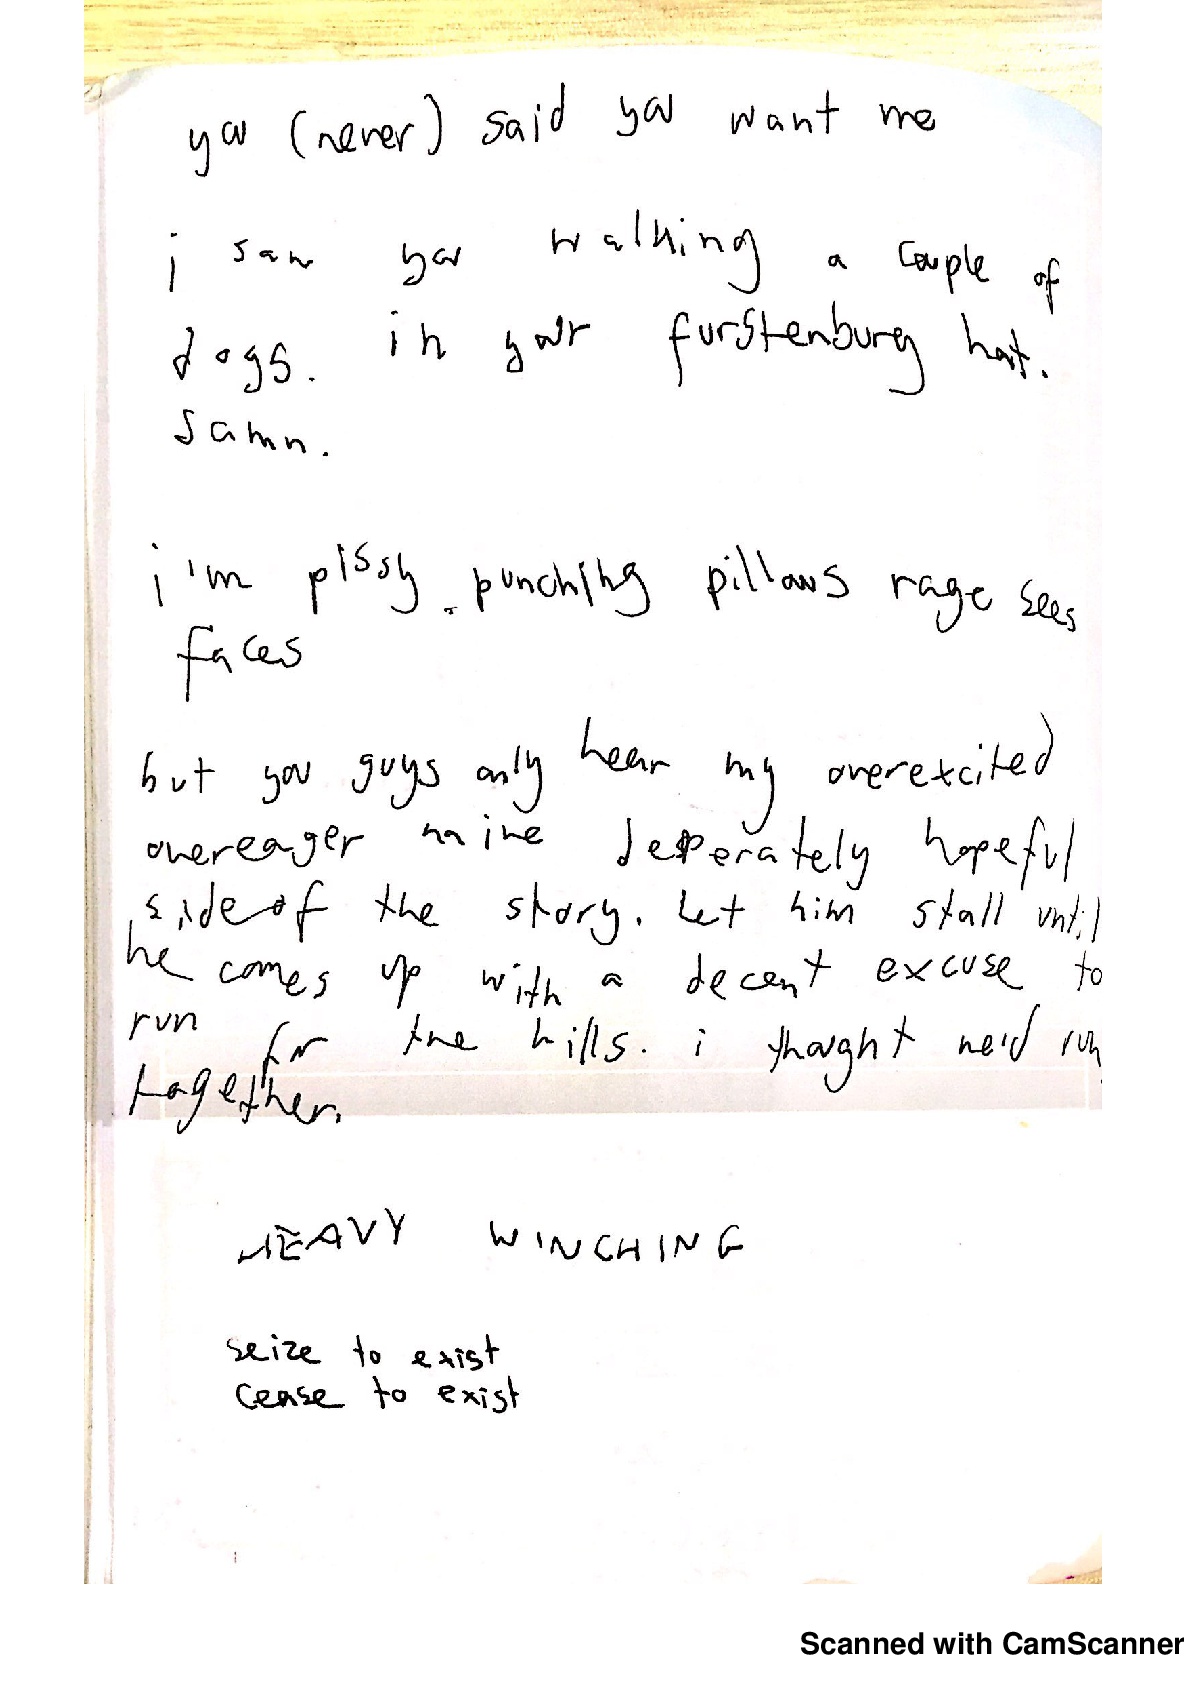 you (never) said you want me
i saw you walking a couple of
dogs. in your furstenburg hat.
damn.
i'm pissy. punching pillows rage sees
faces
but you guys only hear my overexcited
overeager naive desperately hopeful
side of the story. let him stall until
he comes up with a decent excuse to
run for the hills. i thought we'd run
together.
HEAVY WINCHING
seize to exist
cease to exist
Scanned with CamScanner